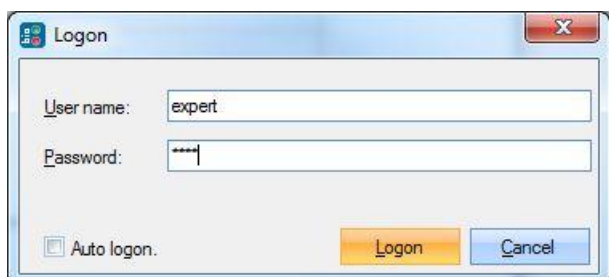 Logon
User name: expert
Password: ****
Auto logon. Logon Cancel